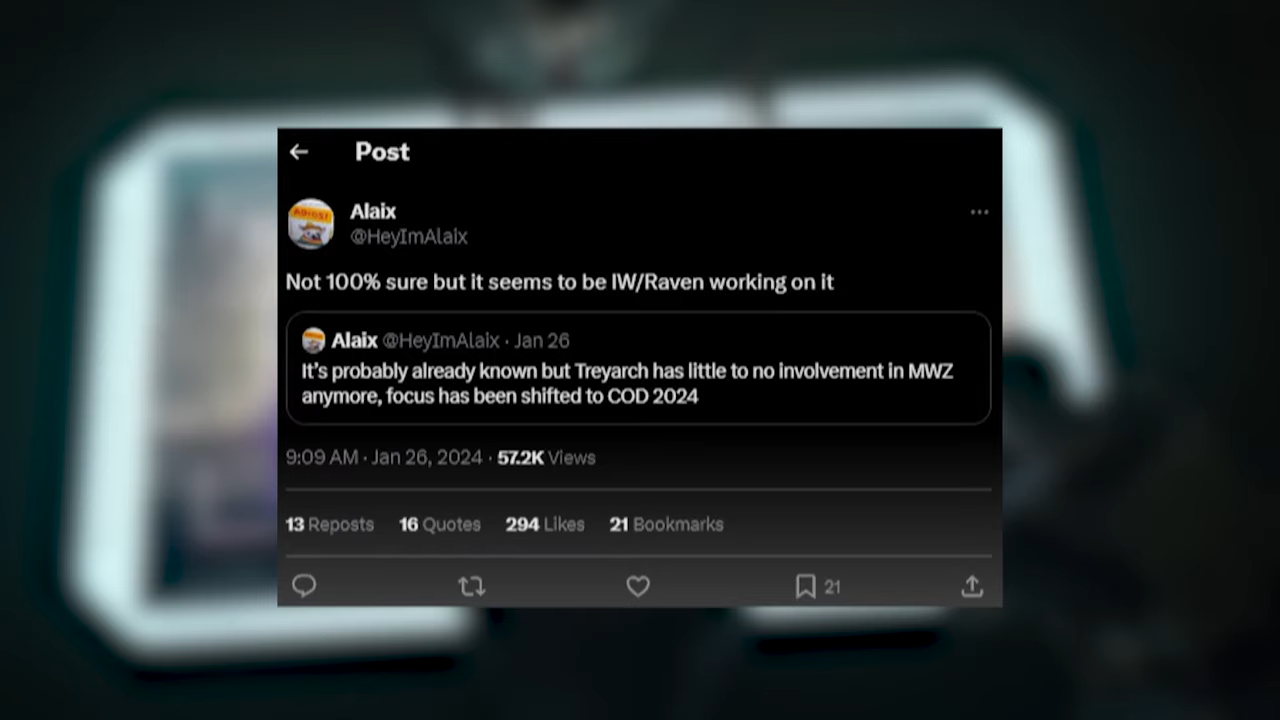 Post
Alaix
@HeyImAlaix
Not 100% sure but it seems to be IW/Raven working on it
Alaix @HeyImAlaix · Jan 26
It's probably already known but Treyarch has little to no involvement in MWZ
anymore, focus has been shifted to COD 2024
9:09 AM · Jan 26, 2024 · 57.2K Views
13 Reposts 16 Quotes 294 Likes 21 Bookmarks
21